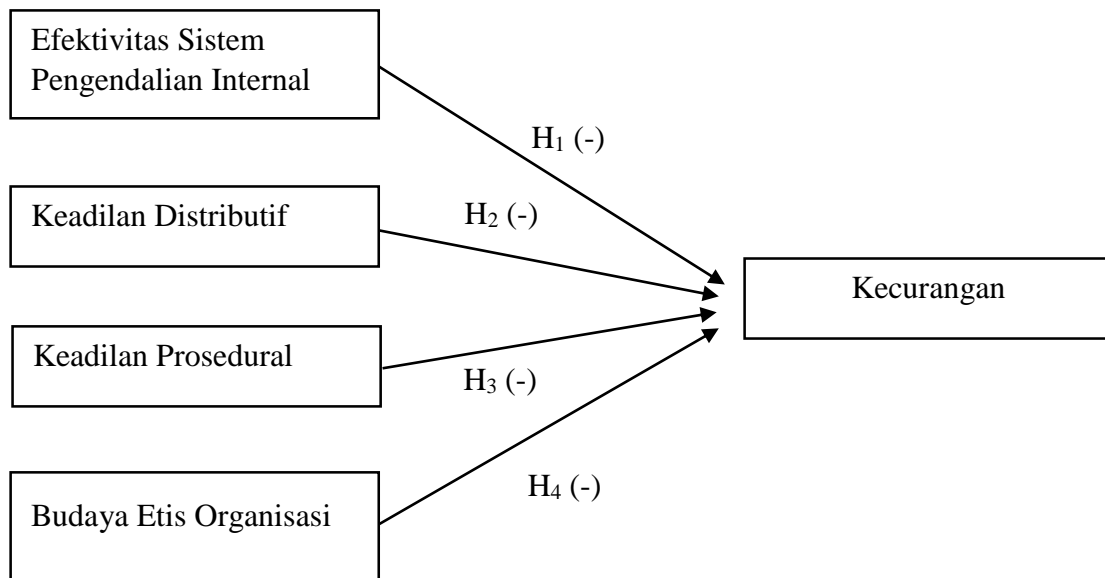 Efektivitas Sistem
Pengendalian Internal
H₁ (-)
Keadilan Distributif
H₂ (-)
Kecurangan
Keadilan Prosedural
H₃ (-)
Budaya Etis Organisasi
H₄ (-)